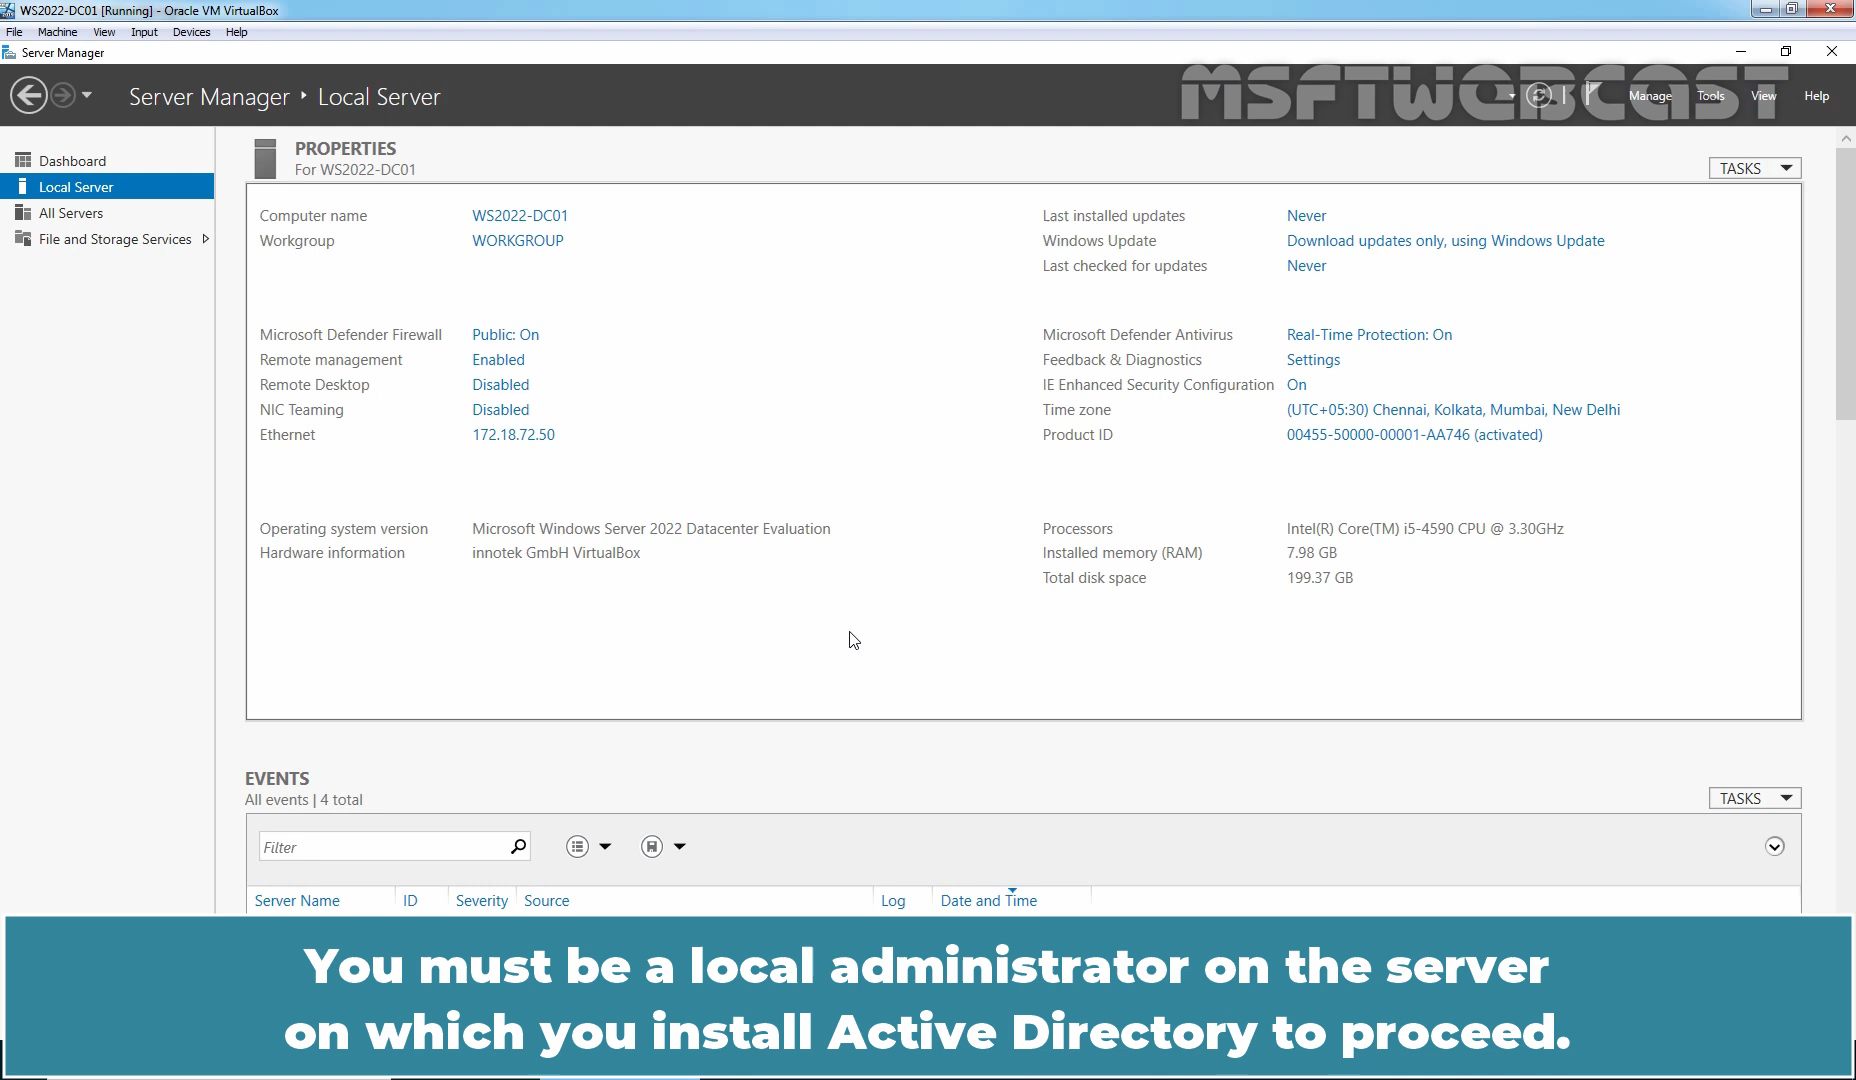 WS2022-DC01 [Running] - Oracle VM VirtualBox
File Machine View Input Devices Help
Server Manager
Server Manager ‣ Local Server
MSFTWEBCAST
Manage Tools View Help
Dashboard
Local Server
All Servers
File and Storage Services
PROPERTIES
For WS2022-DC01
TASKS
Computer name WS2022-DC01
Workgroup WORKGROUP
Last installed updates Never
Windows Update Download updates only, using Windows Update
Last checked for updates Never
Microsoft Defender Firewall Public: On
Remote management Enabled
Remote Desktop Disabled
NIC Teaming Disabled
Ethernet 172.18.72.50
Microsoft Defender Antivirus Real-Time Protection: On
Feedback & Diagnostics Settings
IE Enhanced Security Configuration On
Time zone (UTC+05:30) Chennai, Kolkata, Mumbai, New Delhi
Product ID 00455-50000-00001-AA746 (activated)
Operating system version Microsoft Windows Server 2022 Datacenter Evaluation
Hardware information innotek GmbH VirtualBox
Processors Intel(R) Core(TM) i5-4590 CPU @ 3.30GHz
Installed memory (RAM) 7.98 GB
Total disk space 199.37 GB
EVENTS
All events | 4 total
TASKS
Filter
Server Name ID Severity Source Log Date and Time
You must be a local administrator on the server
on which you install Active Directory to proceed.